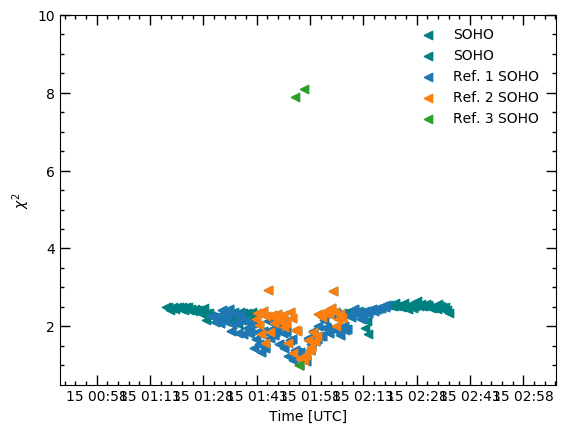 10
8
6
4
2
χ²
SOHO
SOHO
Ref. 1 SOHO
Ref. 2 SOHO
Ref. 3 SOHO
15 00:58 15 01:13 15 01:28 15 01:43 15 01:58 15 02:13 15 02:28 15 02:43 15 02:58
Time [UTC]